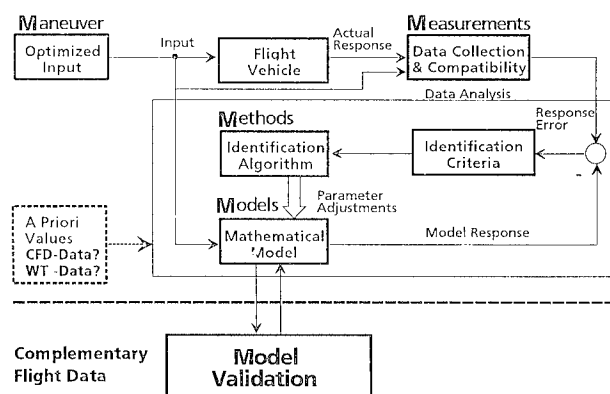 Maneuver
Optimized
Input
Input
Flight
Vehicle
Actual
Response
Measurements
Data Collection
& Compatibility
Data Analysis
Methods
Identification
Algorithm
Identification
Criteria
Response
Error
Parameter
Adjustments
Models
Mathematical
Model
Model Response
A Priori
Values
CFD-Data?
WT -Data?
Complementary
Flight Data
Model
Validation